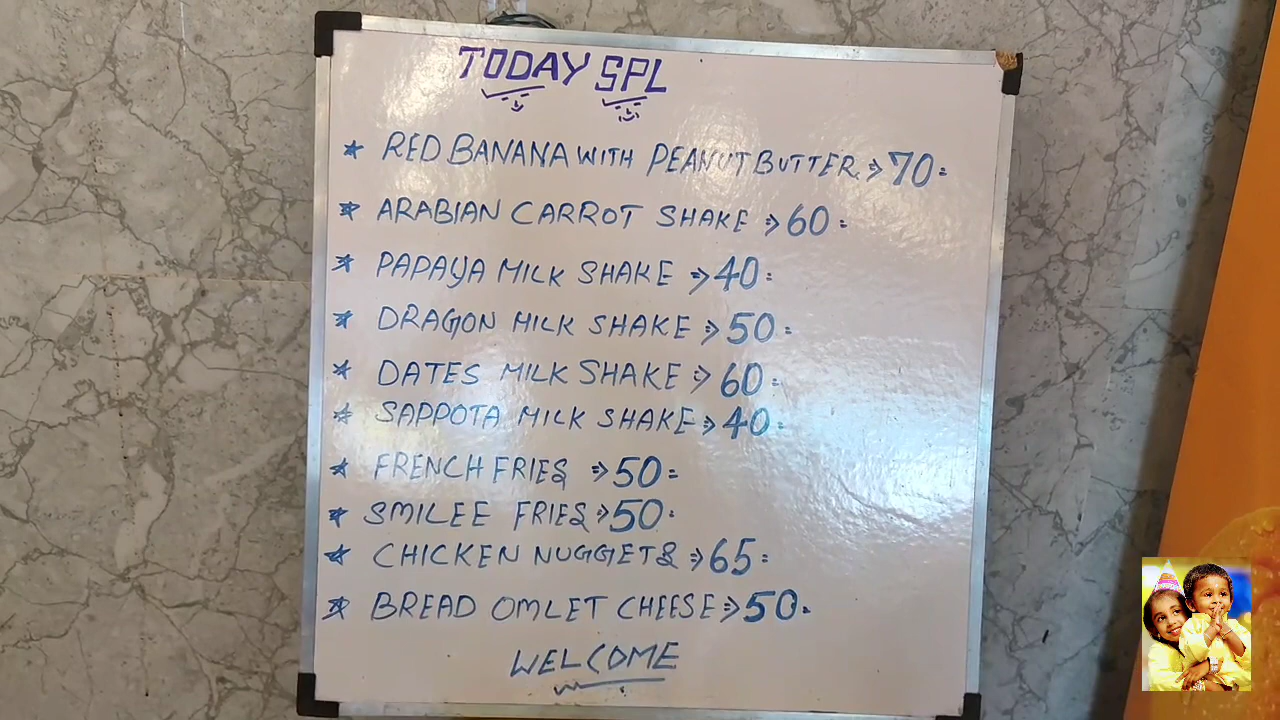 TODAY SPL
★ RED BANANA WITH PEANUT BUTTER => 70=
★ ARABIAN CARROT SHAKE => 60=
★ PAPAYA MILK SHAKE => 40=
★ DRAGON MILK SHAKE => 50=
★ DATES MILK SHAKE => 60=
★ SAPPOTA MILK SHAKE => 40=
★ FRENCH FRIES => 50=
★ SMILEE FRIES => 50=
★ CHICKEN NUGGETS => 65=
★ BREAD OMLET CHEESE => 50=
WELCOME